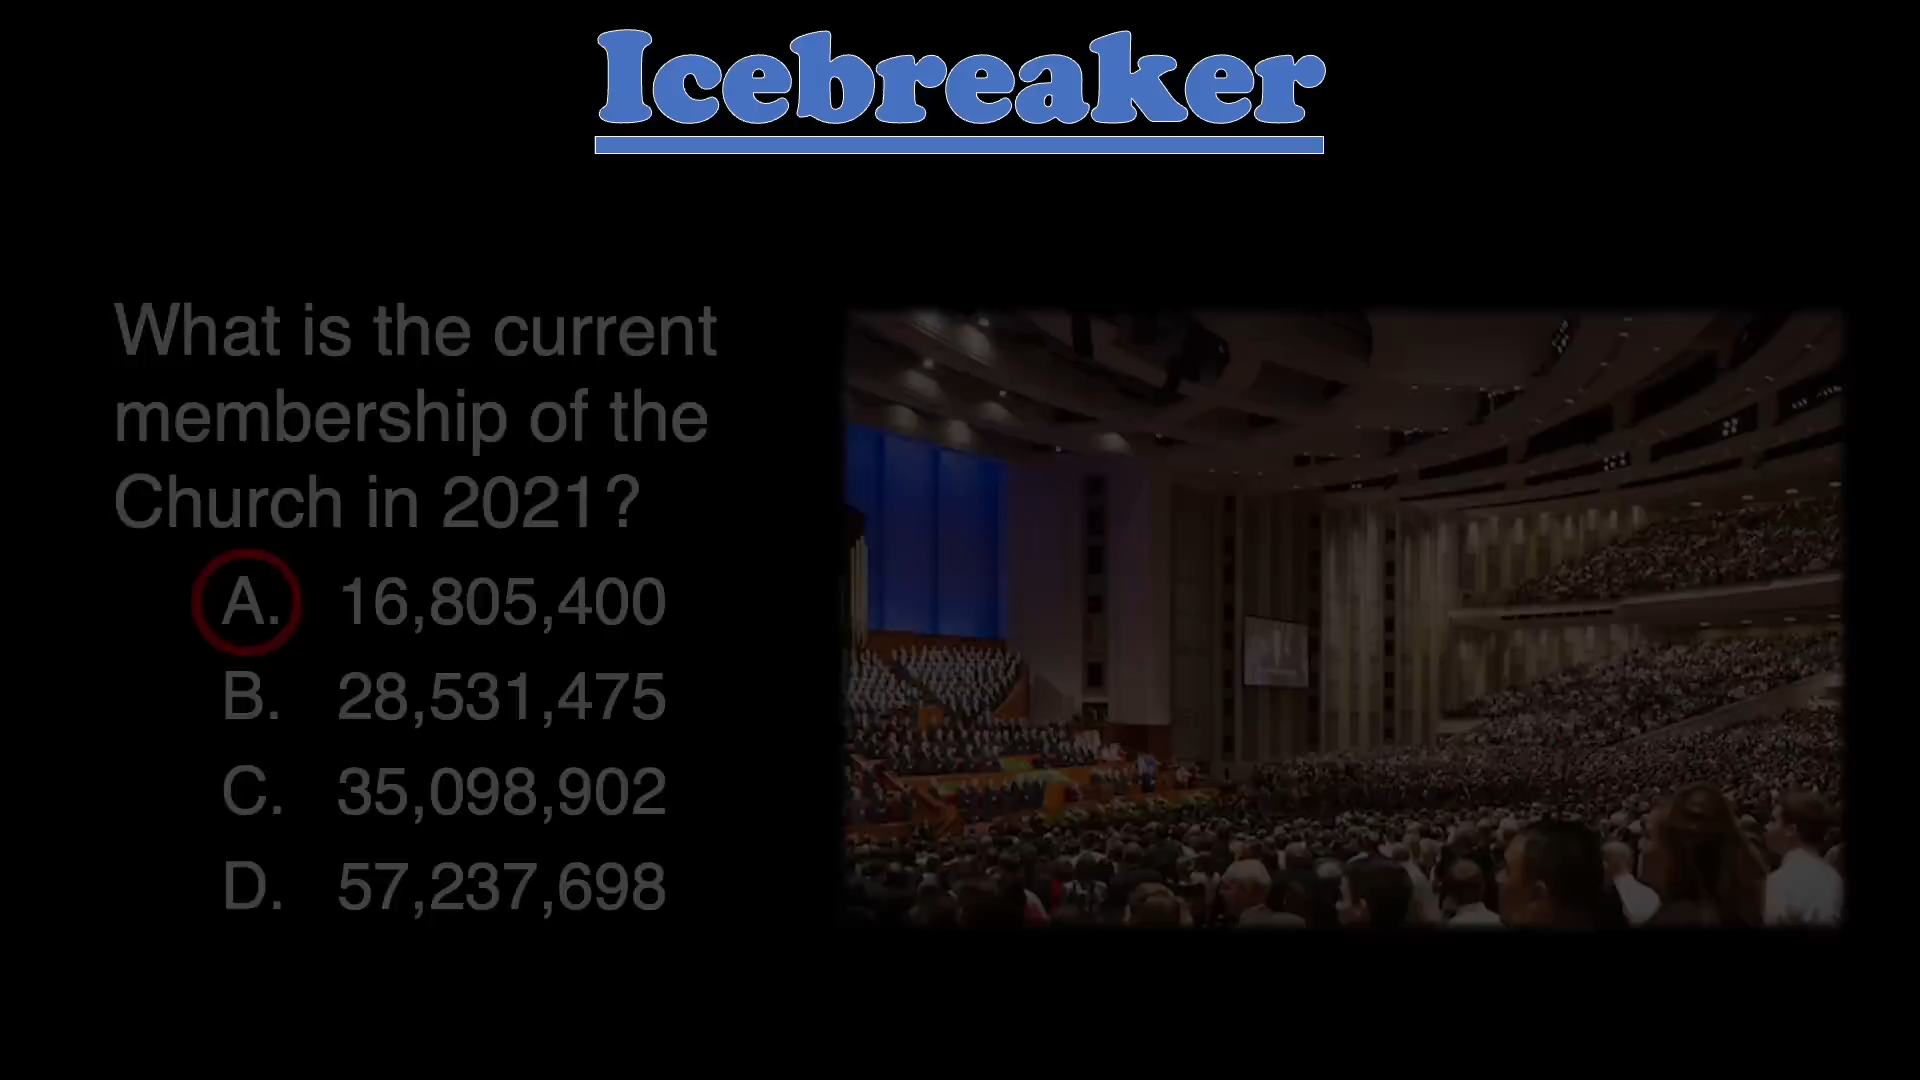 Icebreaker
What is the current
membership of the
Church in 2021?
A. 16,805,400
B. 28,531,475
C. 35,098,902
D. 57,237,698